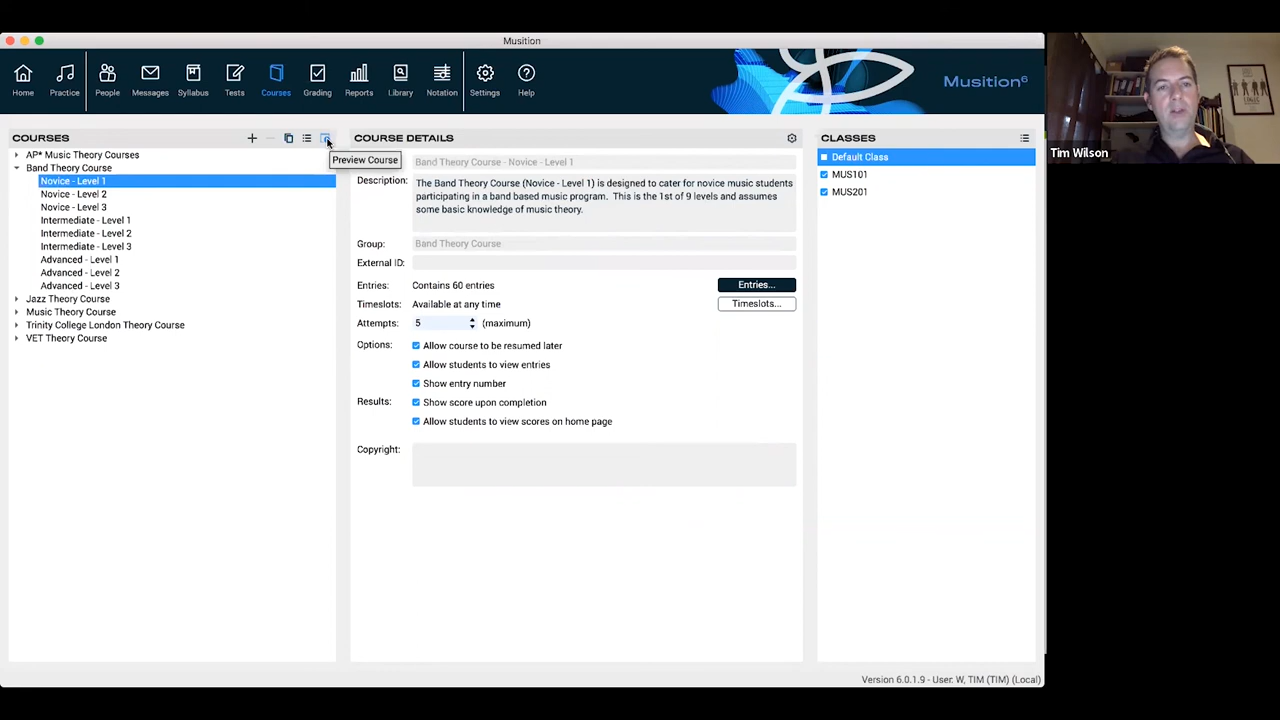 Musition
Home
Practice
People
Messages
Syllabus
Tests
Courses
Grading
Reports
Library
Notation
Settings
Help
Musition⁶
Tim Wilson
COURSES
Preview Course
AP* Music Theory Courses
Band Theory Course
Novice - Level 1
Novice - Level 2
Novice - Level 3
Intermediate - Level 1
Intermediate - Level 2
Intermediate - Level 3
Advanced - Level 1
Advanced - Level 2
Advanced - Level 3
Jazz Theory Course
Music Theory Course
Trinity College London Theory Course
VET Theory Course
COURSE DETAILS
Band Theory Course - Novice - Level 1
Description: The Band Theory Course (Novice - Level 1) is designed to cater for novice music students
participating in a band based music program. This is the 1st of 9 levels and assumes
some basic knowledge of music theory.
Group: Band Theory Course
External ID:
Entries: Contains 60 entries Entries...
Timeslots: Available at any time Timeslots...
Attempts: 5 (maximum)
Options: Allow course to be resumed later
Allow students to view entries
Show entry number
Results: Show score upon completion
Allow students to view scores on home page
Copyright:
CLASSES
Default Class
MUS101
MUS201
Version 6.0.1.9 - User: W, TIM (TIM) (Local)